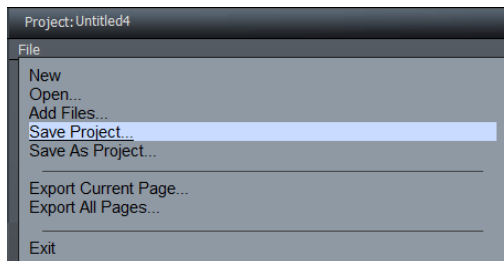 Project: Untitled4
File
New
Open...
Add Files...
Save Project...
Save As Project...
Export Current Page...
Export All Pages...
Exit